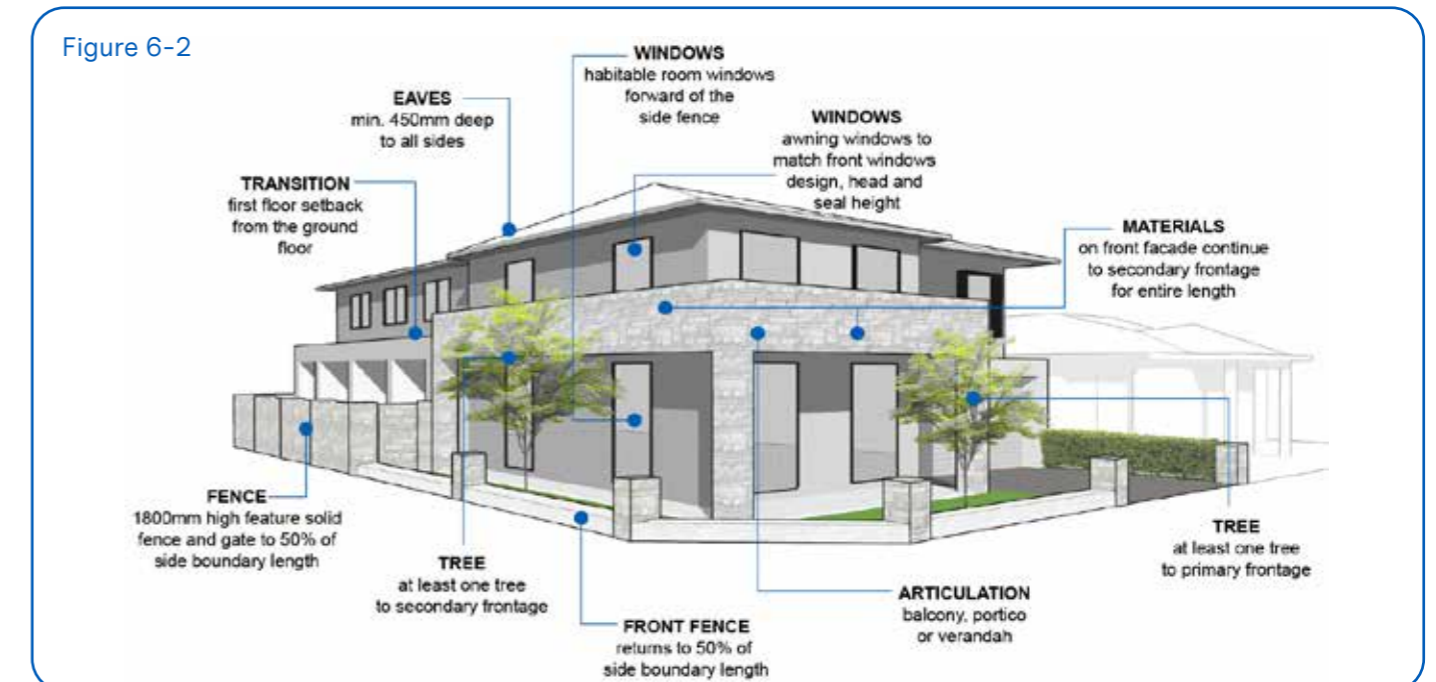 Figure 6-2
WINDOWS
habitable room windows
forward of the
side fence
EAVES
min. 450mm deep
to all sides
WINDOWS
awning windows to
match front windows
design, head and
seal height
TRANSITION
first floor setback
from the ground
floor
MATERIALS
on front facade continue
to secondary frontage
for entire length
FENCE
1800mm high feature solid
fence and gate to 50% of
side boundary length
TREE
at least one tree
to secondary frontage
FRONT FENCE
returns to 50% of
side boundary length
ARTICULATION
balcony, portico
or verandah
TREE
at least one tree
to primary frontage